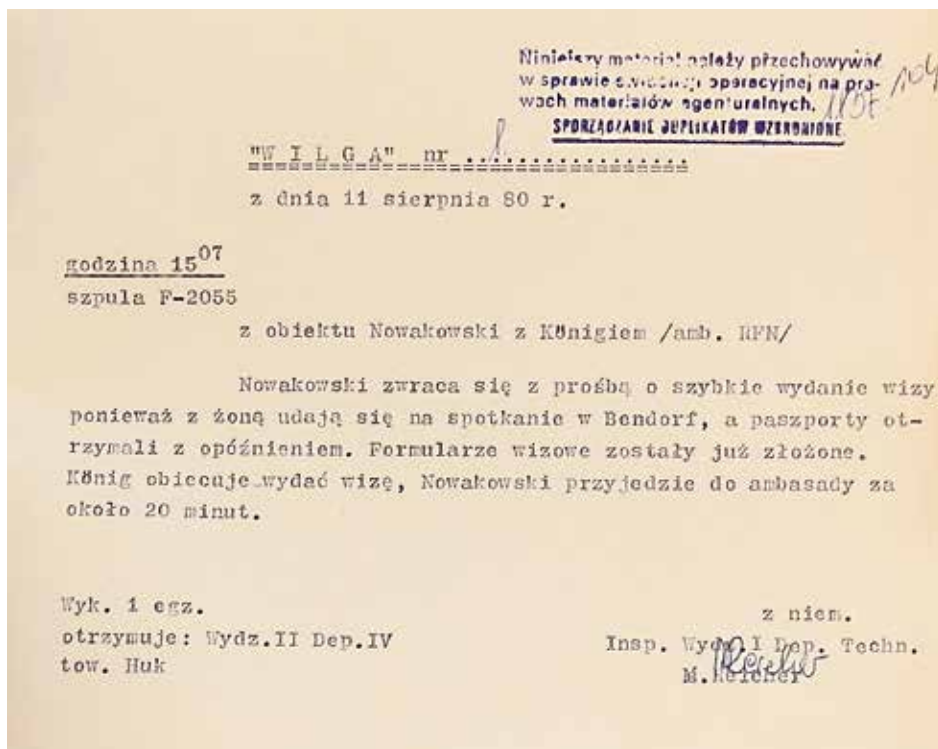 Niniejszy materiał należy przechowywać
w sprawie ewidencji operacyjnej na pra-
wach materiałów agenturalnych.
SPORZĄDZANIE DUPLIKATÓW WZBRONIONE
104
"W I L G A" nr 1.
z dnia 11 sierpnia 80 r.
godzina 15⁰⁷
szpula F-2055
z obiektu Nowakowski z Königiem /amb. RFN/
Nowakowski zwraca się z prośbą o szybkie wydanie wizy
ponieważ z żoną udają się na spotkanie w Bendorf, a paszporty ot-
rzymali z opóźnieniem. Formularze wizowe zostały już złożone.
König obiecuje wydać wizę, Nowakowski przyjedzie do ambasady za
około 20 minut.
Wyk. 1 egz.
otrzymuje: Wydz.II Dep.IV
tow. Huk
z niem.
Insp. Wydz.I Dep. Techn.
M.Reicher